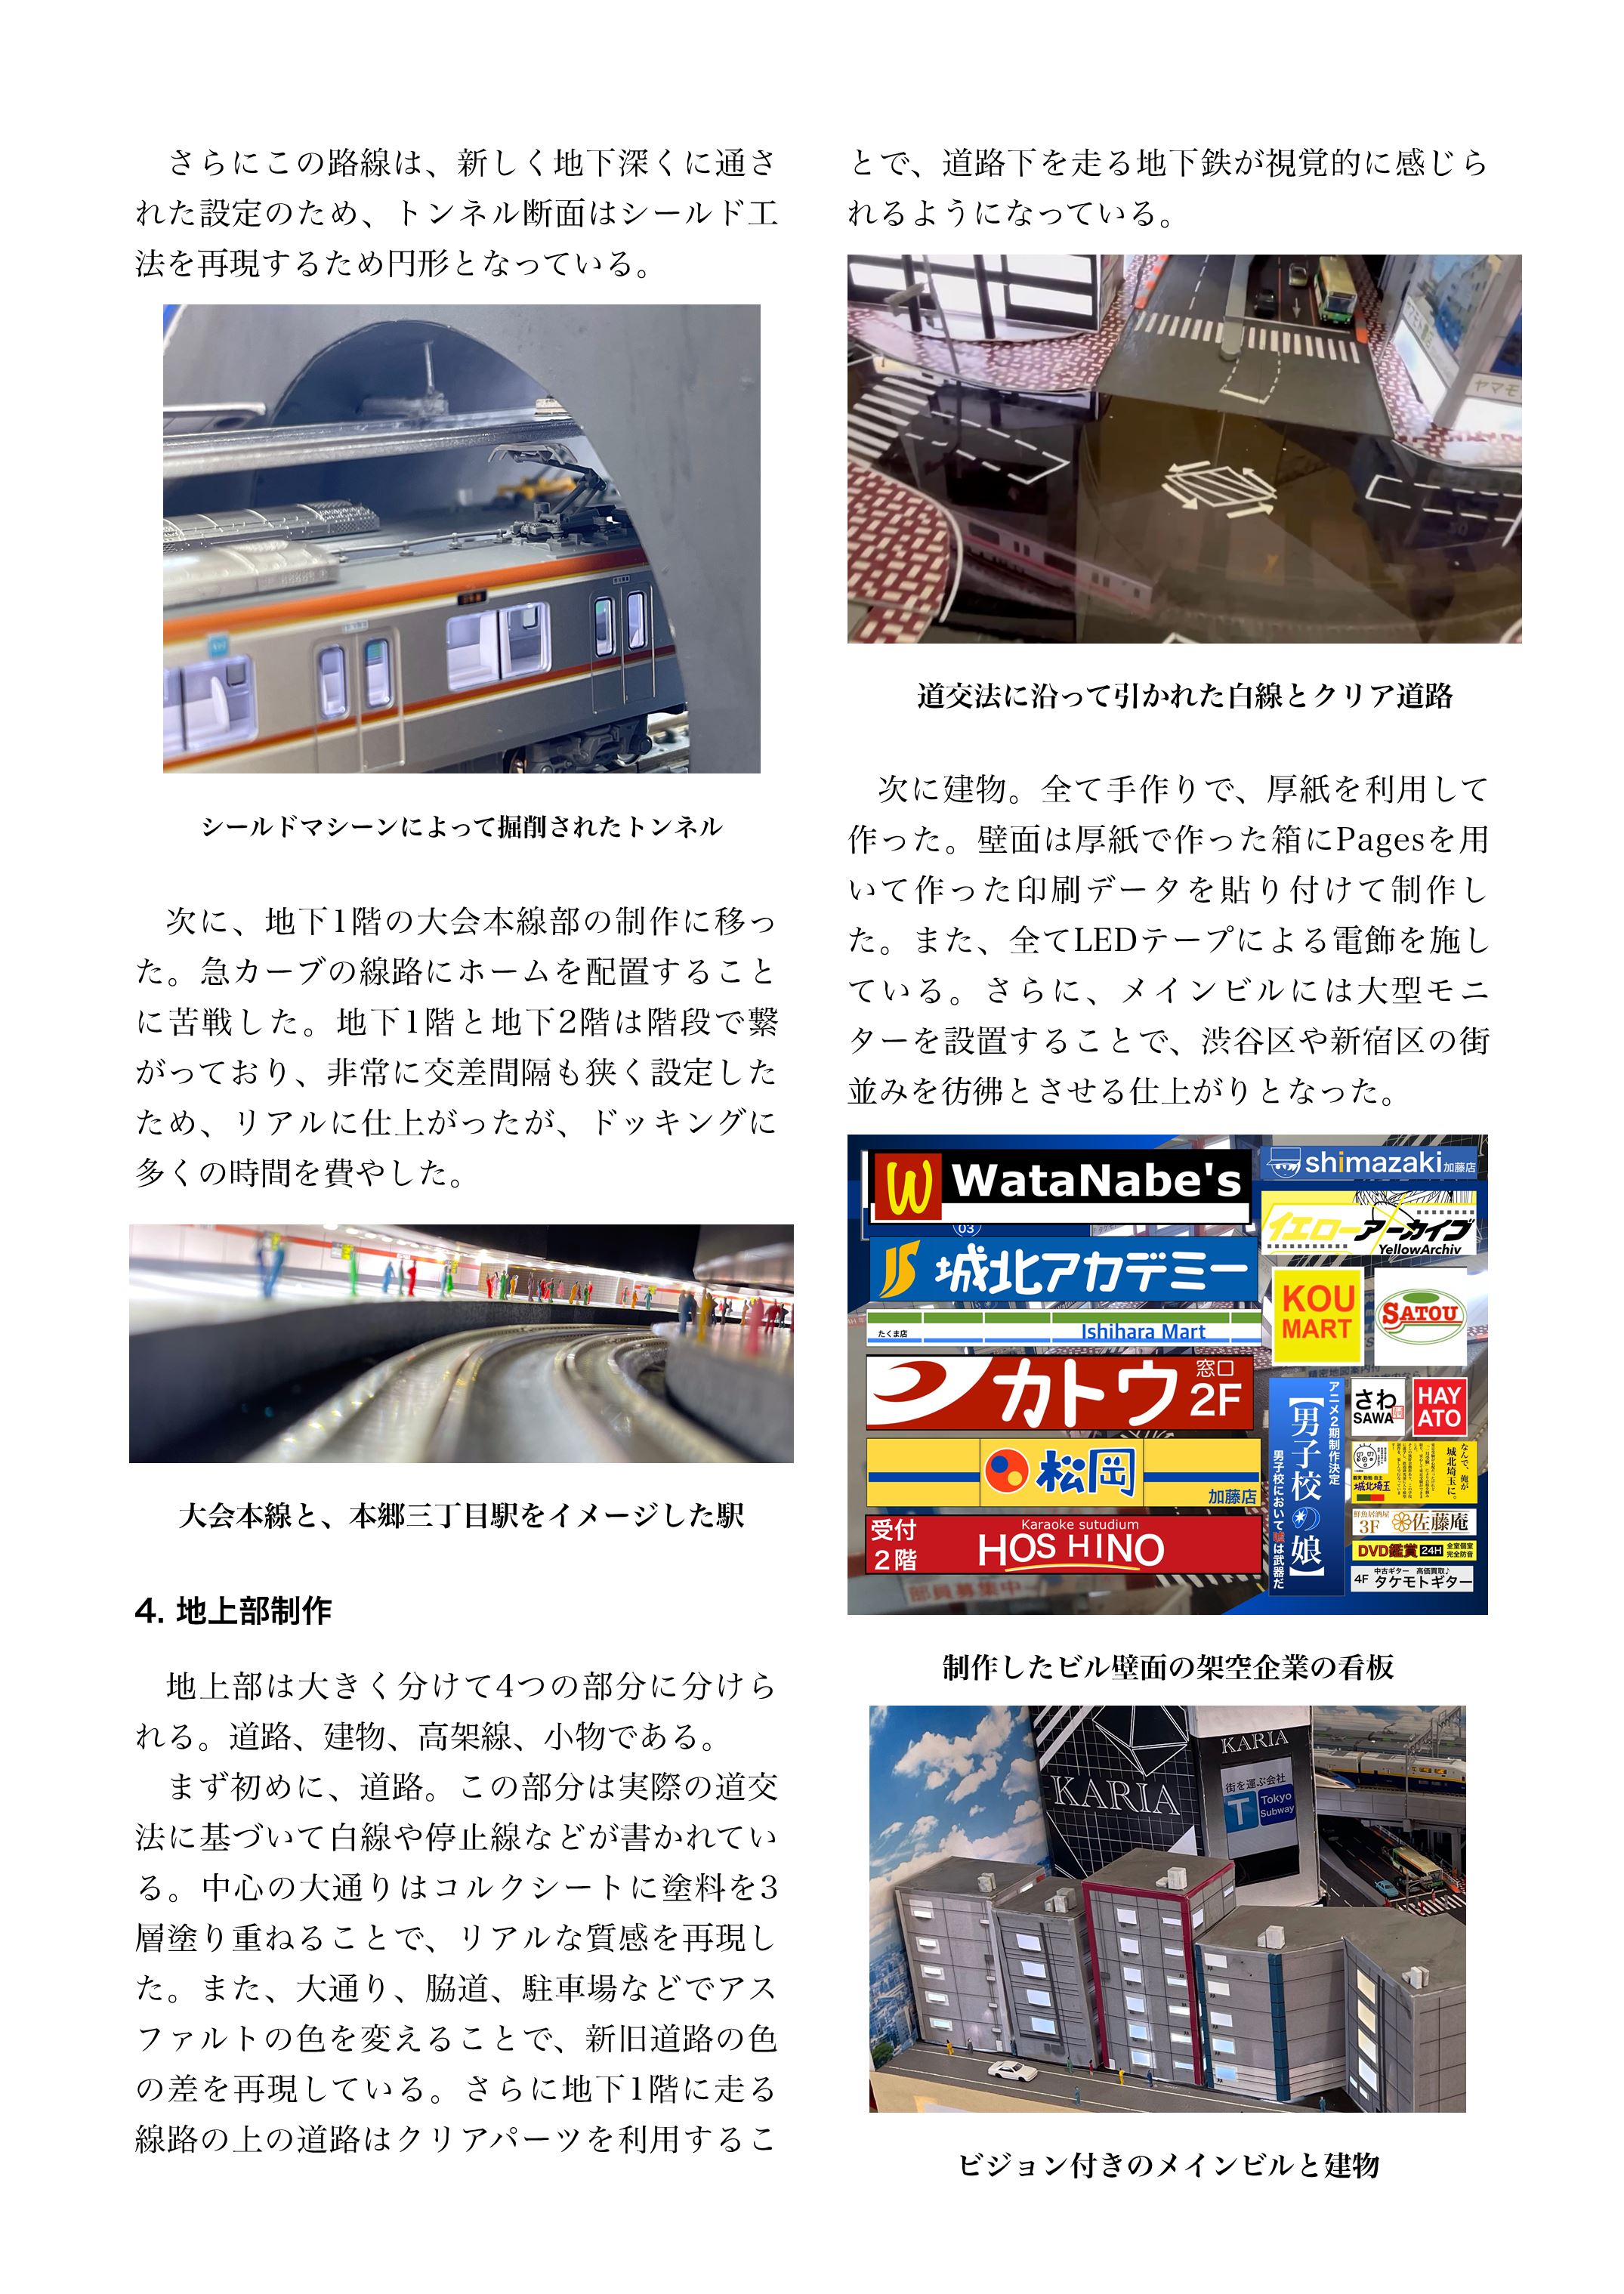 さらにこの路線は、新しく地下深くに通さ
れた設定のため、トンネル断面はシールド工
法を再現するため円形となっている。
シールドマシーンによって掘削されたトンネル
次に、地下1階の大会本線部の制作に移っ
た。急カーブの線路にホームを配置すること
に苦戦した。地下1階と地下2階は階段で繋
がっており、非常に交差間隔も狭く設定した
ため、リアルに仕上がったが、ドッキングに
多くの時間を費やした。
大会本線と、本郷三丁目駅をイメージした駅
4. 地上部制作
地上部は大きく分けて4つの部分に分けら
れる。道路、建物、高架線、小物である。
まず初めに、道路。この部分は実際の道交
法に基づいて白線や停止線などが書かれてい
る。中心の大通りはコルクシートに塗料を3
層塗り重ねることで、リアルな質感を再現し
た。また、大通り、脇道、駐車場などでアス
ファルトの色を変えることで、新旧道路の色
の差を再現している。さらに地下1階に走る
線路の上の道路はクリアパーツを利用するこ
とで、道路下を走る地下鉄が視覚的に感じら
れるようになっている。
ヤマモ
道交法に沿って引かれた白線とクリア道路
次に建物。全て手作りで、厚紙を利用して
作った。壁面は厚紙で作った箱にPagesを用
いて作った印刷データを貼り付けて制作し
た。また、全てLEDテープによる電飾を施し
ている。さらに、メインビルには大型モニ
ターを設置することで、渋谷区や新宿区の街
並みを彷彿とさせる仕上がりとなった。
WataNabe's
03
城北アカデミー
たくま店
Ishihara Mart
カトウ
窓口
2F
松岡
加藤店
受付
2階
Karaoke sutudium
HOSHINO
部員募集中
shimazaki加藤店
イエローアーカイブ
YellowArchiv
KOU
MART
SATOU
アニメ2期制作決定
【男子校の娘】
男子校において嘘は武器だ
さわ
SAWA
HAY
ATO
なんで、俺が
城北埼玉に。
城北埼玉
鮮魚居酒屋
3F
佐藤庵
DVD鑑賞
24H
全室個室
完全防音
中古ギター 高価買取♪
4F タケモトギター
制作したビル壁面の架空企業の看板
KARIA
KARIA
街を運ぶ会社
T
Tokyo
Subway
ビジョン付きのメインビルと建物